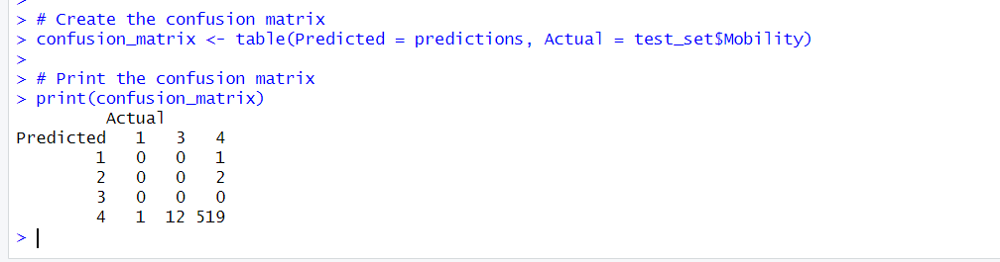 >
> # Create the confusion matrix
> confusion_matrix <- table(Predicted = predictions, Actual = test_set$Mobility)
>
> # Print the confusion matrix
> print(confusion_matrix)
         Actual
Predicted   1   3   4
        1   0   0   1
        2   0   0   2
        3   0   0   0
        4   1  12 519
>